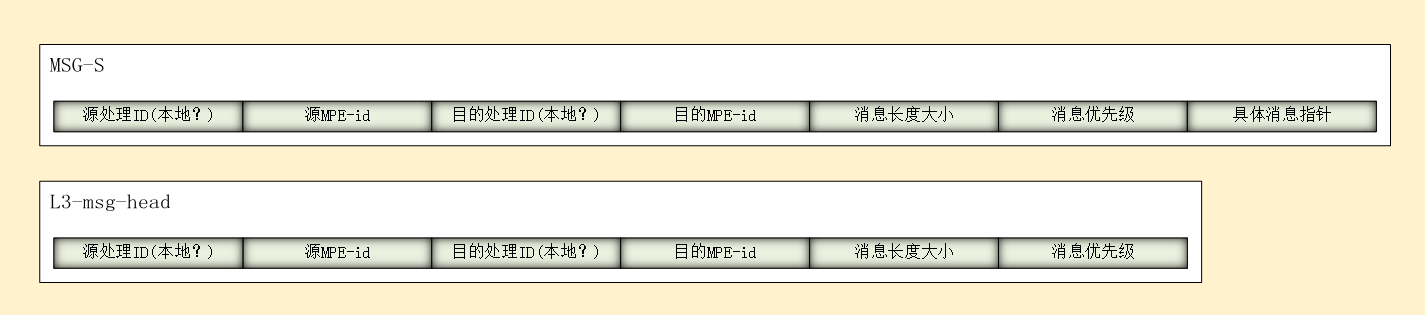 MSG-S
源处理ID(本地？) 源MPE-id 目的处理ID(本地？) 目的MPE-id 消息长度大小 消息优先级 具体消息指针
L3-msg-head
源处理ID(本地？) 源MPE-id 目的处理ID(本地？) 目的MPE-id 消息长度大小 消息优先级